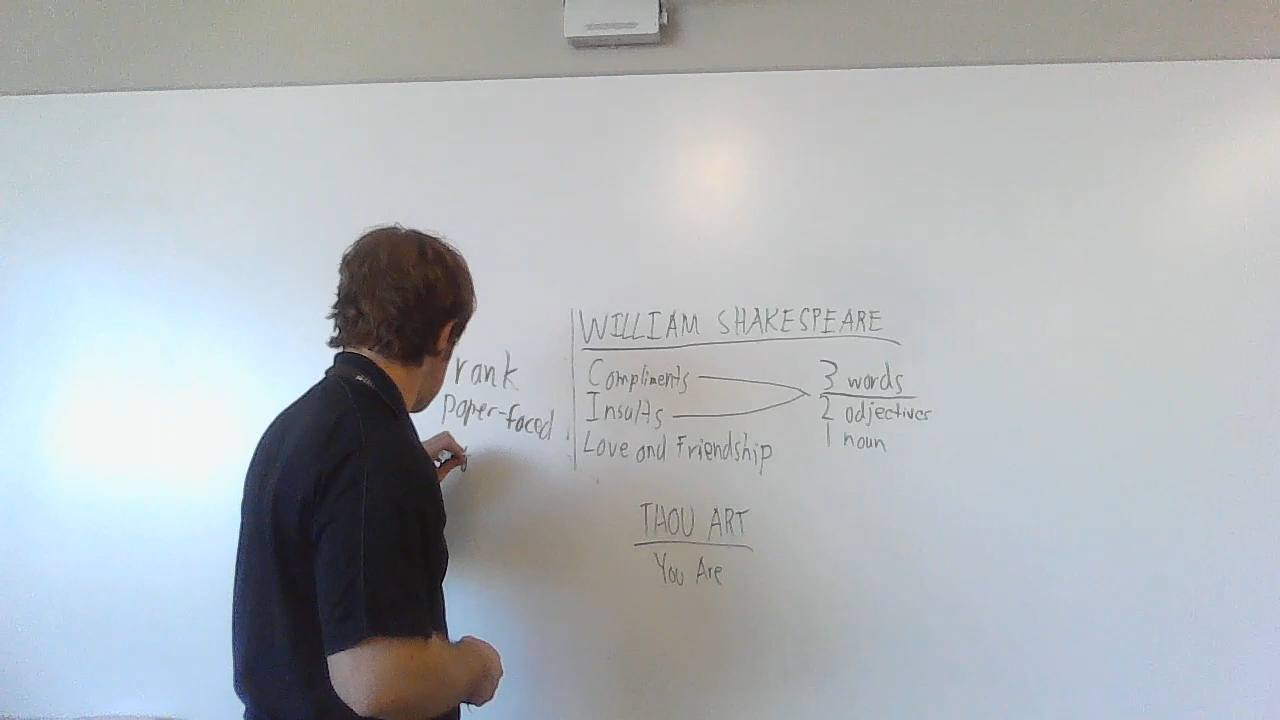 rank
paper-faced
WILLIAM SHAKESPEARE
Compliments
Insults
Love and Friendship
3 words
2 adjectives
1 noun
THOU ART
You Are